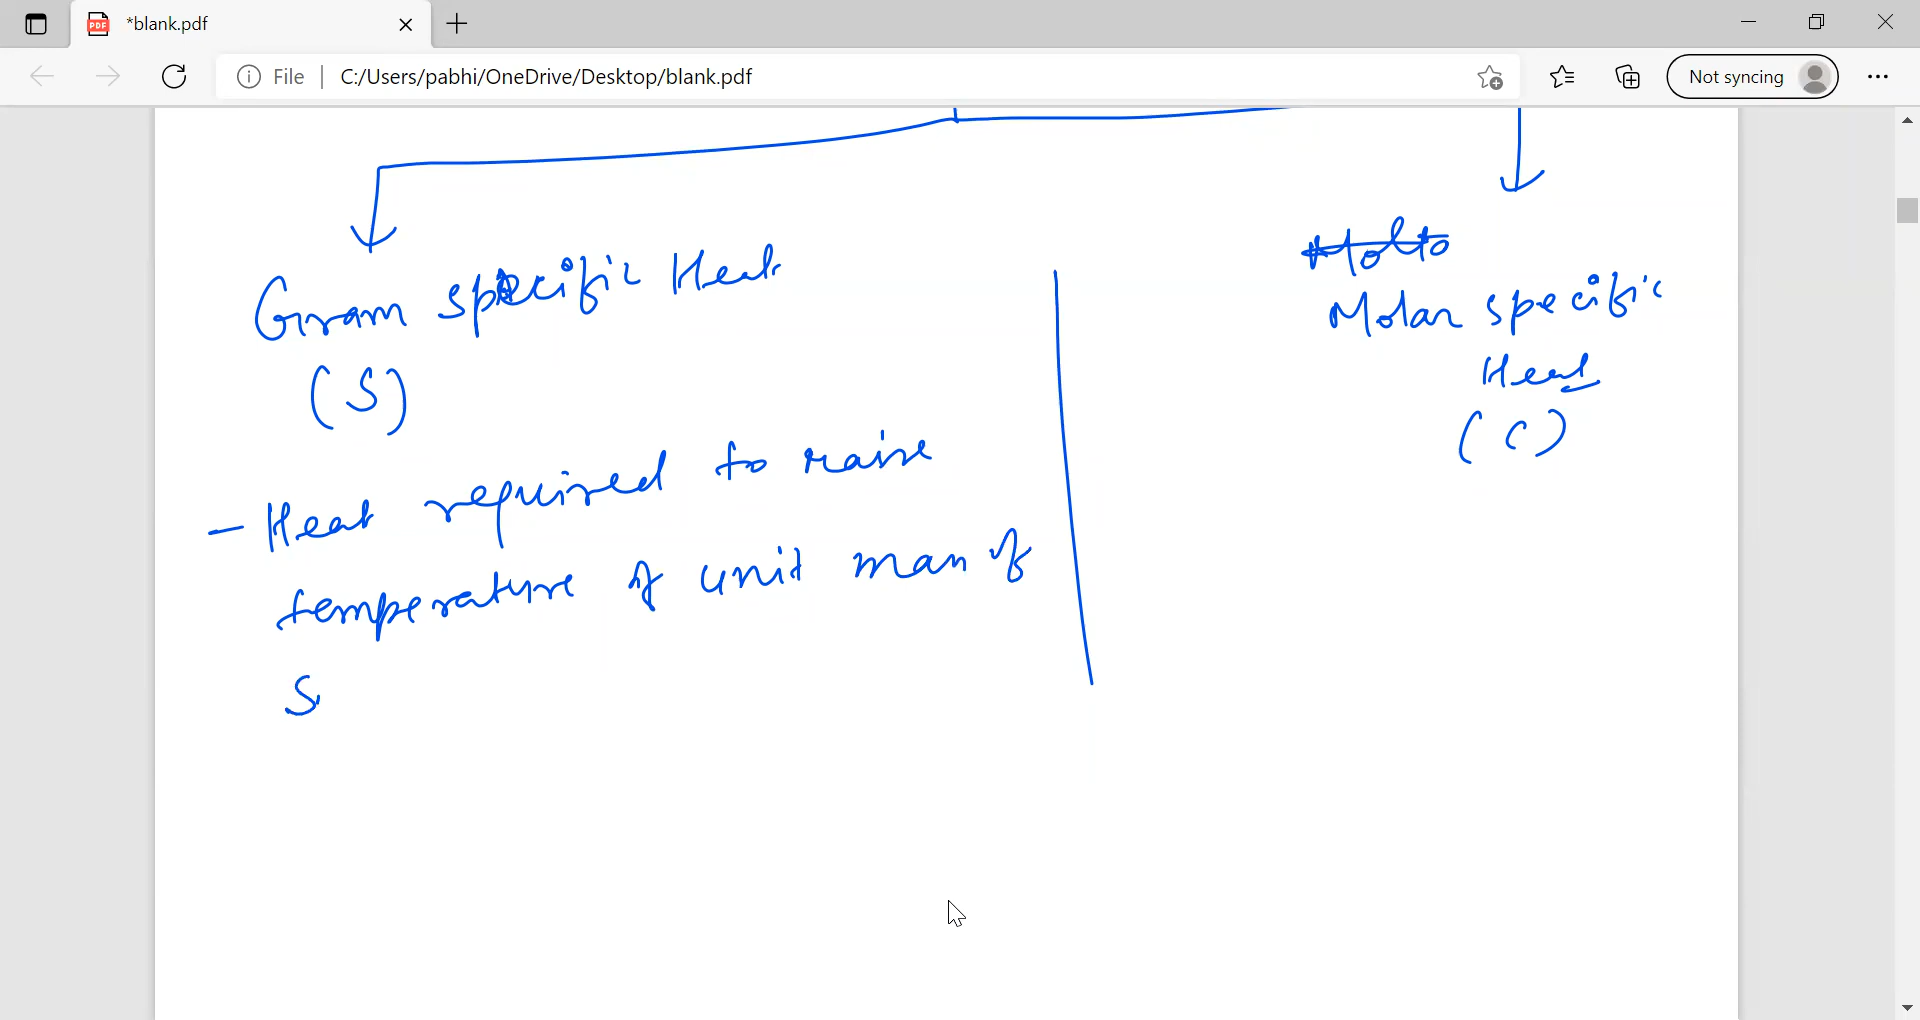 *blank.pdf
File
C:/Users/pabhi/OneDrive/Desktop/blank.pdf
Not syncing
Gram specific Heat
(S)
- Heat required to raise
temperature of unit mass of
S
Molto
Molar specific
Heat
(C)